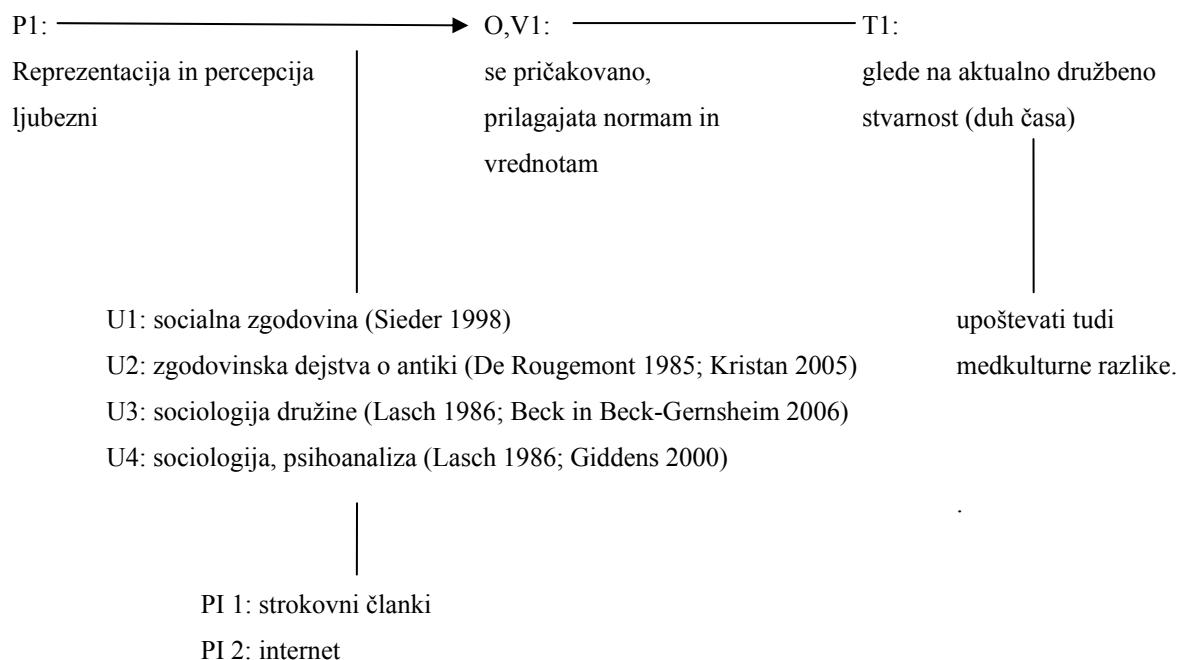 P1:
Reprezentacija in percepcija
ljubezni
O,V1:
se pričakovano,
prilagajata normam in
vrednotam
T1:
glede na aktualno družbeno
stvarnost (duh časa)
U1: socialna zgodovina (Sieder 1998)
U2: zgodovinska dejstva o antiki (De Rougemont 1985; Kristan 2005)
U3: sociologija družine (Lasch 1986; Beck in Beck-Gernsheim 2006)
U4: sociologija, psihoanaliza (Lasch 1986; Giddens 2000)
upoštevati tudi
medkulturne razlike.
.
PI 1: strokovni članki
PI 2: internet